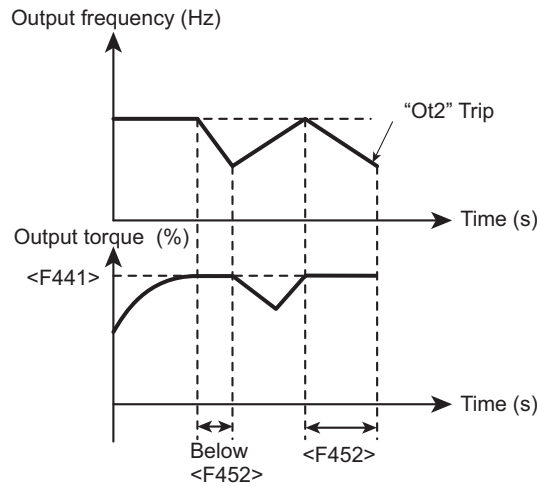 Output frequency (Hz)
“Ot2” Trip
Time (s)
Output torque (%)
<F441>
Time (s)
Below
<F452>
<F452>